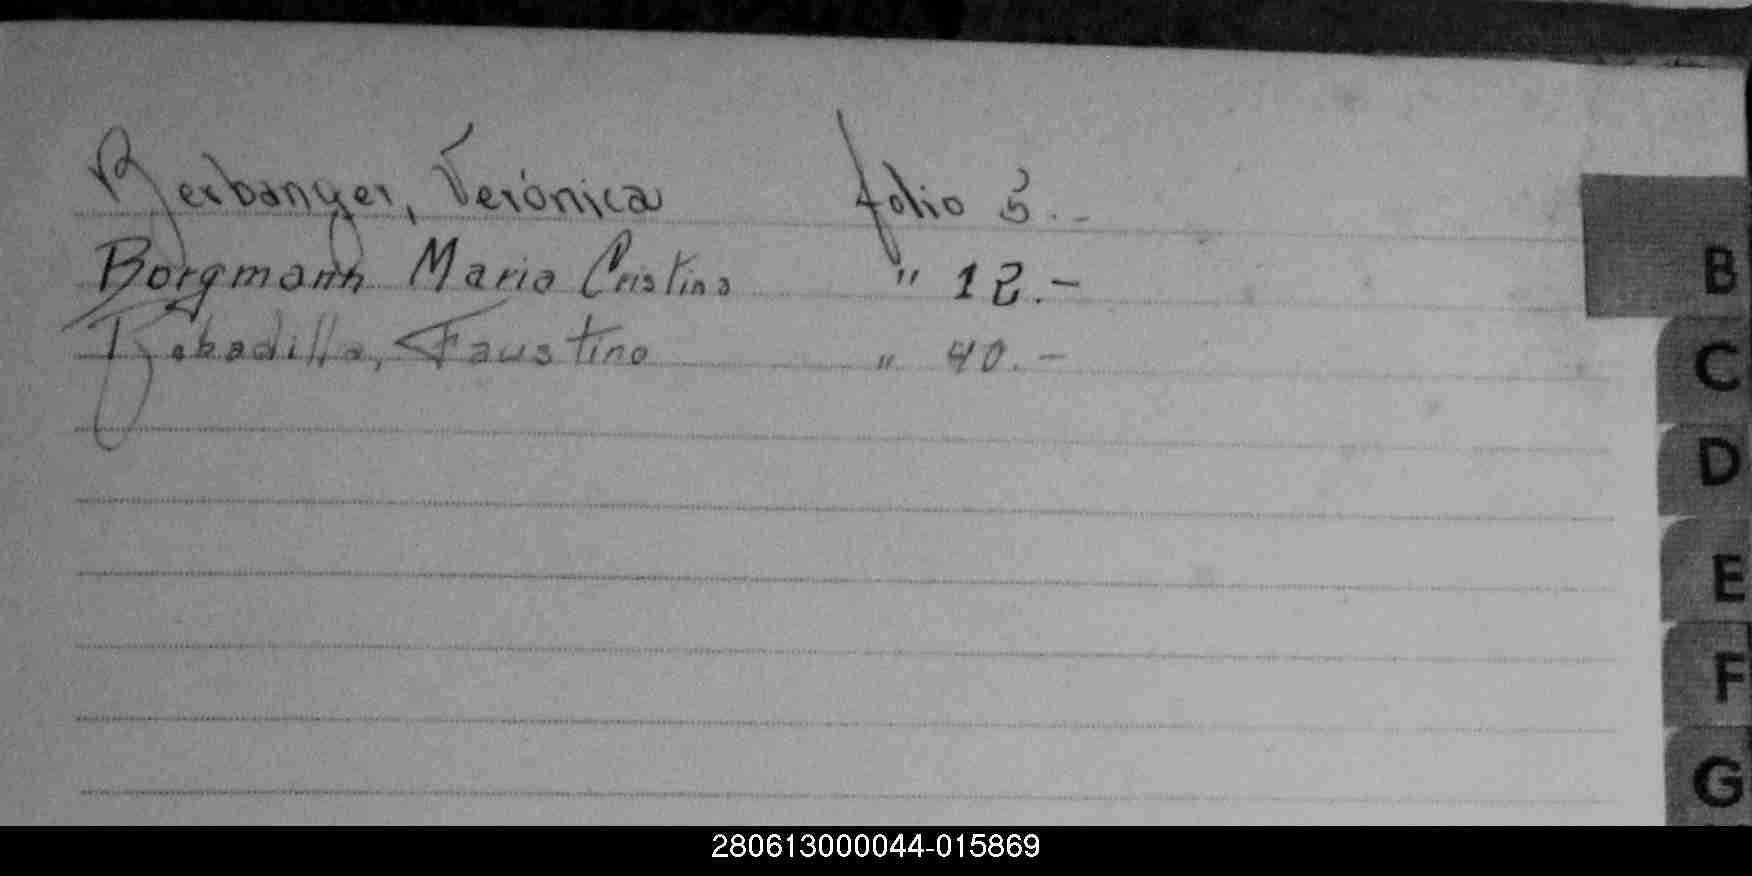 Berbanger, Verónica folio 5.-
Borgmann Maria Cristina " 12.-
Bobadilla, Faustino " 40.-
B
C
D
E
F
G
280613000044-015869